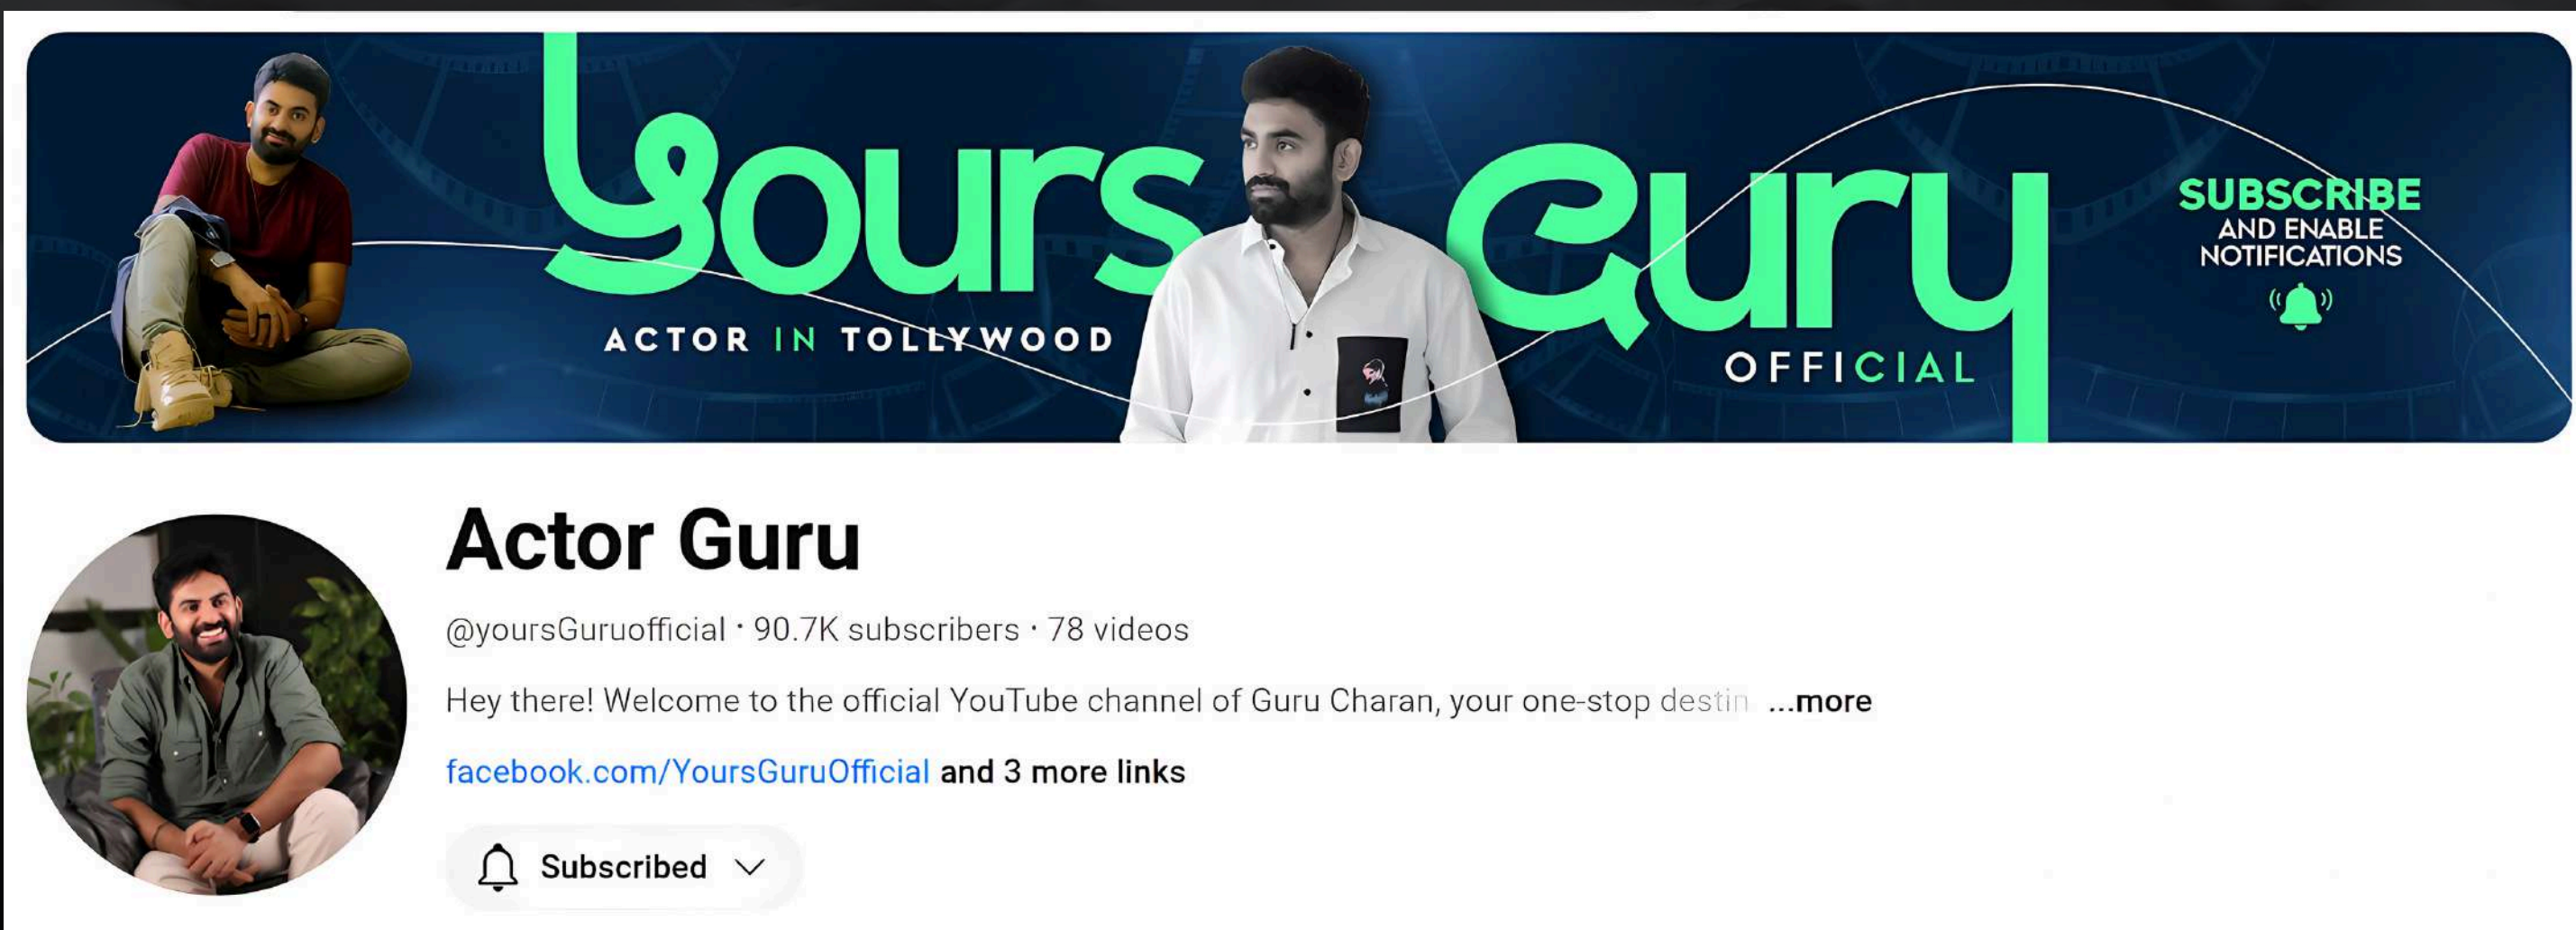 yours Gury
ACTOR IN TOLLYWOOD
OFFICIAL
SUBSCRIBE
AND ENABLE
NOTIFICATIONS
Actor Guru
@yoursGuruofficial · 90.7K subscribers · 78 videos
Hey there! Welcome to the official YouTube channel of Guru Charan, your one-stop destin ...more
facebook.com/YoursGuruOfficial and 3 more links
Subscribed